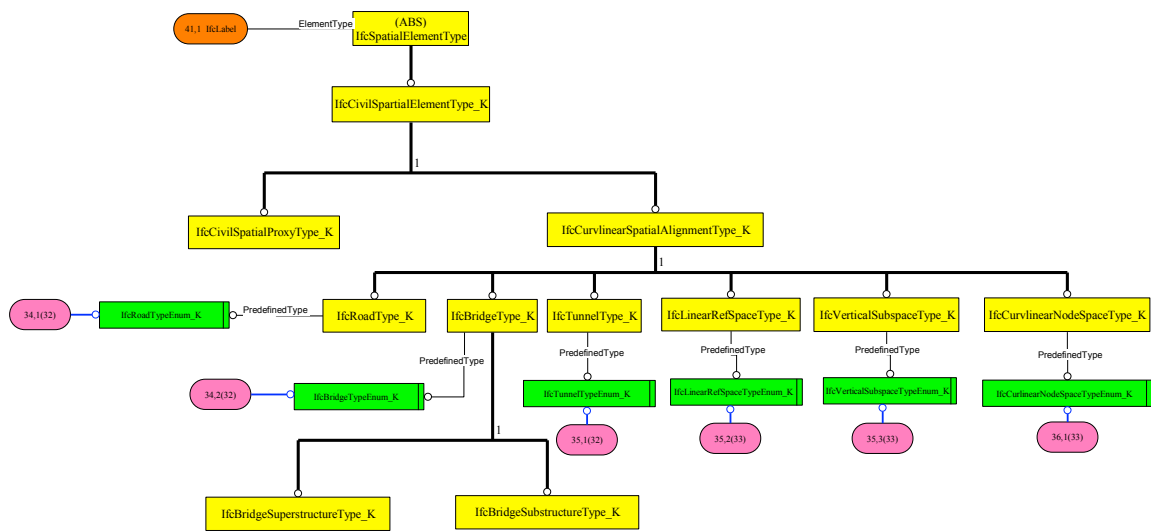 41,1 IfcLabel
ElementType
(ABS)
IfcSpatialElementType
IfcCivilSpartialElementType_K
1
IfcCivilSpatialProxyType_K
IfcCurvlinearSpatialAlignmentType_K
1
34,1(32)
IfcRoadTypeEnum_K
PredefinedType
IfcRoadType_K
IfcBridgeType_K
IfcTunnelType_K
IfcLinearRefSpaceType_K
IfcVerticalSubspaceType_K
IfcCurvlinearNodeSpaceType_K
PredefinedType
PredefinedType
PredefinedType
PredefinedType
PredefinedType
34,2(32)
IfcBridgeTypeEnum_K
IfcTunnelTypeEnum_K
IfcLinearRefSpaceTypeEnum_K
IfcVerticalSubspaceTypeEnum_K
IfcCurlinearNodeSpaceTypeEnum_K
1
35,1(32)
35,2(33)
35,3(33)
36,1(33)
IfcBridgeSuperstructureType_K
IfcBridgeSubstructureType_K